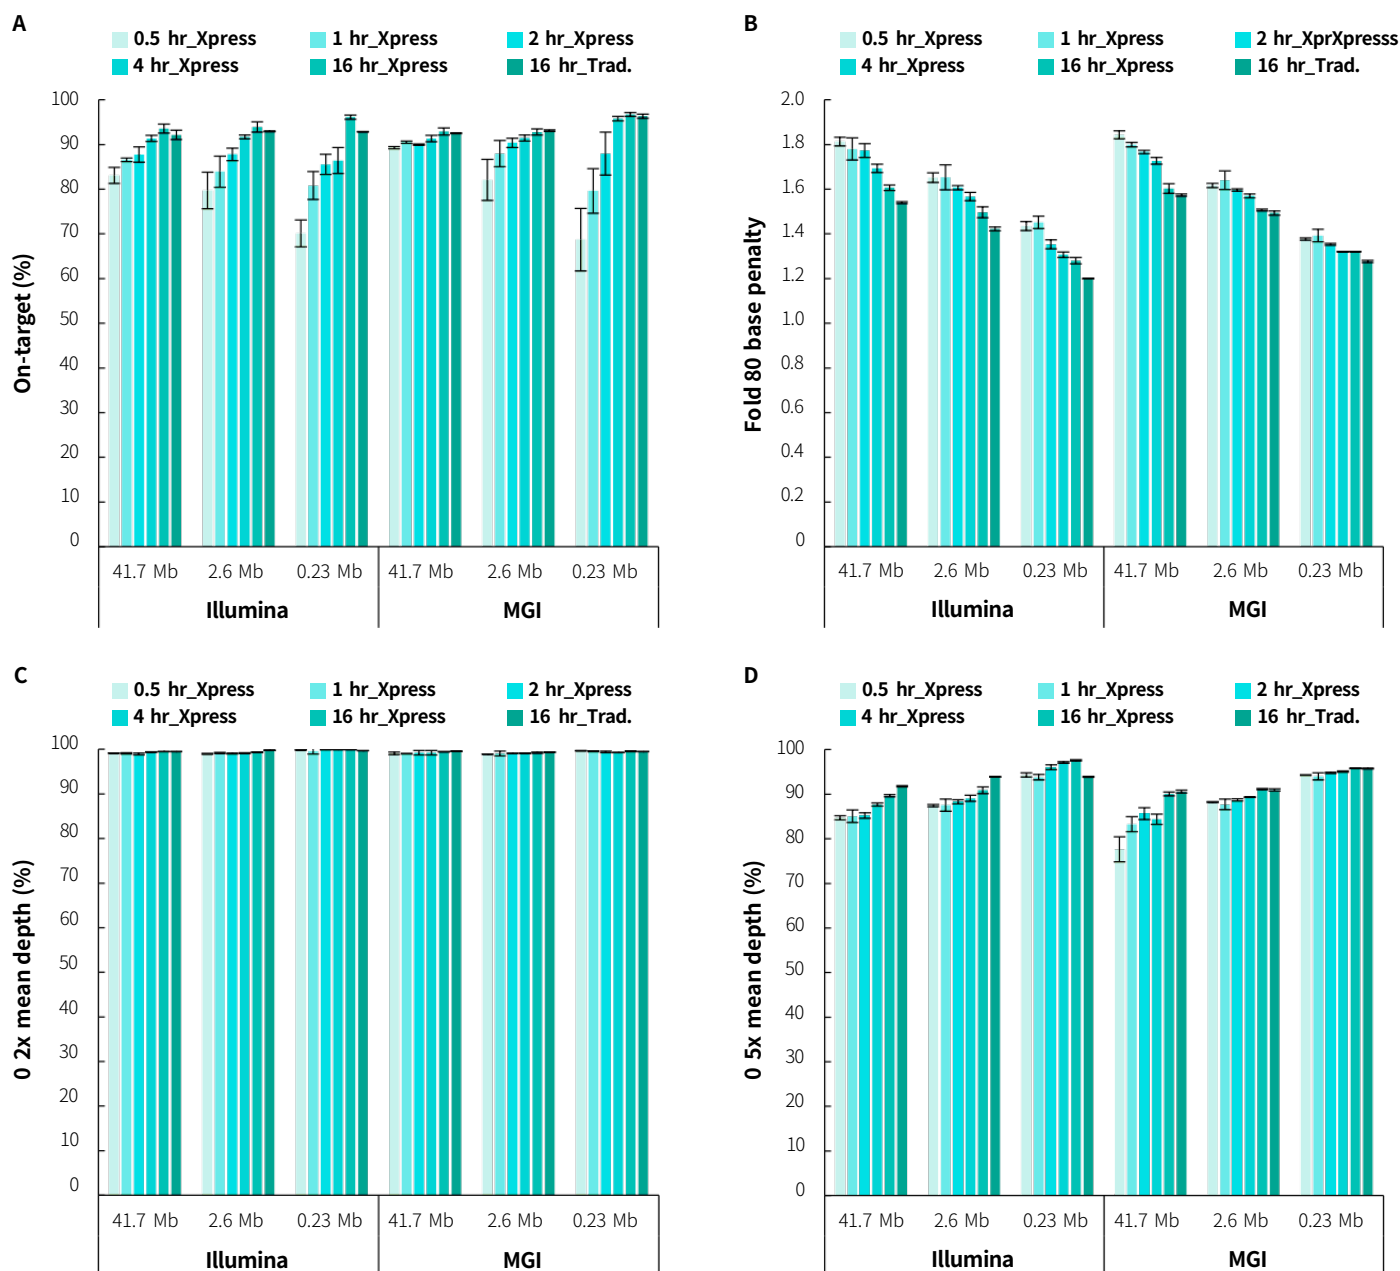 A
0.5 hr_Xpress 1 hr_Xpress 2 hr_Xpress
4 hr_Xpress 16 hr_Xpress 16 hr_Trad.
On-target (%)
100
90
80
70
60
50
40
30
20
10
0
41.7 Mb 2.6 Mb 0.23 Mb 41.7 Mb 2.6 Mb 0.23 Mb
Illumina MGI
B
0.5 hr_Xpress 1 hr_Xpress 2 hr_XprXpresss
4 hr_Xpress 16 hr_Xpress 16 hr_Trad.
Fold 80 base penalty
2.0
1.8
1.6
1.4
1.2
1.0
0.8
0.6
0.4
0.2
0
41.7 Mb 2.6 Mb 0.23 Mb 41.7 Mb 2.6 Mb 0.23 Mb
Illumina MGI
C
0.5 hr_Xpress 1 hr_Xpress 2 hr_Xpress
4 hr_Xpress 16 hr_Xpress 16 hr_Trad.
0 2x mean depth (%)
100
90
80
70
60
50
40
30
20
10
0
41.7 Mb 2.6 Mb 0.23 Mb 41.7 Mb 2.6 Mb 0.23 Mb
Illumina MGI
D
0.5 hr_Xpress 1 hr_Xpress 2 hr_Xpress
4 hr_Xpress 16 hr_Xpress 16 hr_Trad.
0 5x mean depth (%)
100
90
80
70
60
50
40
30
20
10
0
41.7 Mb 2.6 Mb 0.23 Mb 41.7 Mb 2.6 Mb 0.23 Mb
Illumina MGI